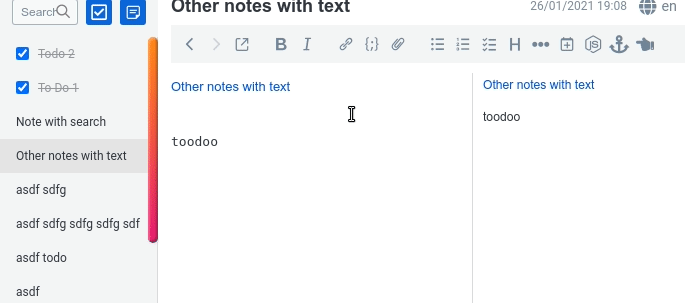 Search
Todo 2
To Do 1
Note with search
Other notes with text
asdf sdfg
asdf sdfg sdfg sdfg sdf
asdf todo
asdf
Other notes with text
26/01/2021 19:08
en
B I
{;} H JS
Other notes with text
toodoo
Other notes with text
toodoo